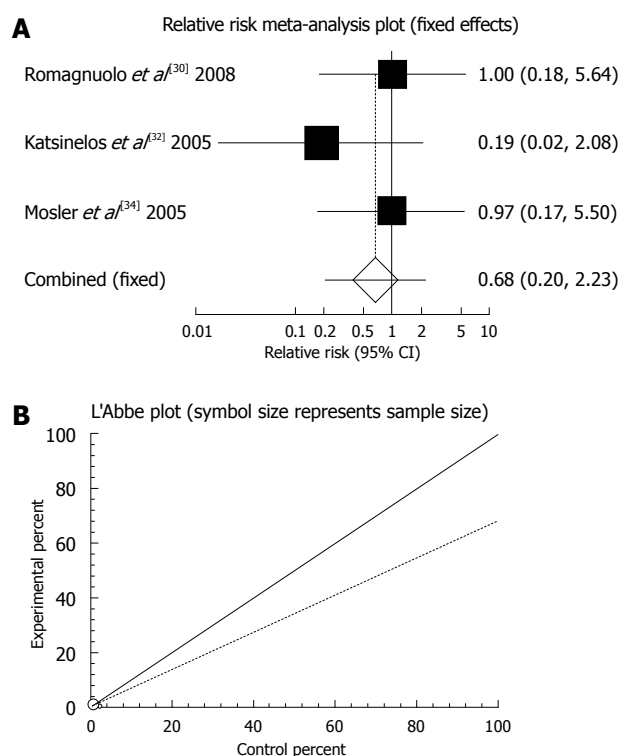 A Relative risk meta-analysis plot (fixed effects)
Romagnuolo et al[30] 2008 1.00 (0.18, 5.64)
Katsinelos et al[32] 2005 0.19 (0.02, 2.08)
Mosler et al[34] 2005 0.97 (0.17, 5.50)
Combined (fixed) 0.68 (0.20, 2.23)
0.01 0.1 0.2 0.5 1 2 5 10
Relative risk (95% CI)
B L'Abbe plot (symbol size represents sample size)
100
80
60
40
20
0
Experimental percent
0 20 40 60 80 100
Control percent